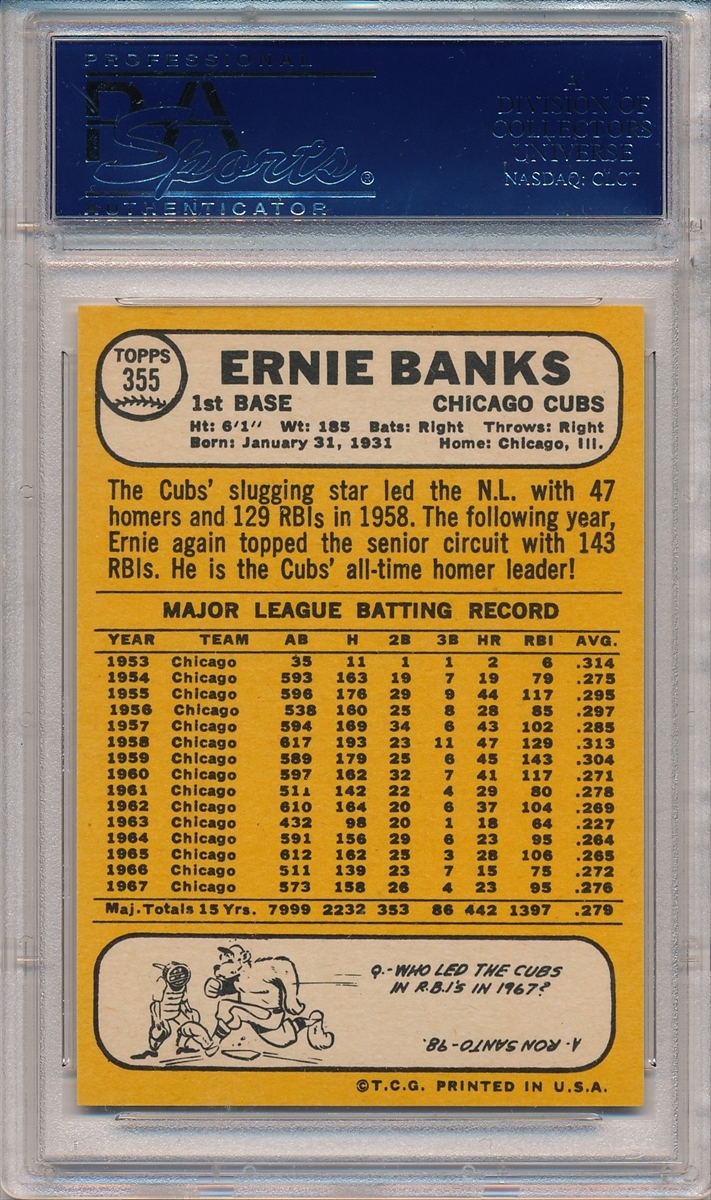 PROFESSIONAL
PSA
Sports®
AUTHENTICATOR
A
DIVISION OF
COLLECTORS
UNIVERSE
NASDAQ: CLCT
TOPPS
355
ERNIE BANKS
1st BASE CHICAGO CUBS
Ht: 6'1" Wt: 185 Bats: Right Throws: Right
Born: January 31, 1931 Home: Chicago, Ill.
The Cubs' slugging star led the N.L. with 47
homers and 129 RBIs in 1958. The following year,
Ernie again topped the senior circuit with 143
RBIs. He is the Cubs' all-time homer leader!
MAJOR LEAGUE BATTING RECORD
YEAR TEAM AB H 2B 3B HR RBI AVG.
1953 Chicago 35 11 1 1 2 6 .314
1954 Chicago 593 163 19 7 19 79 .275
1955 Chicago 596 176 29 9 44 117 .295
1956 Chicago 538 160 25 8 28 85 .297
1957 Chicago 594 169 34 6 43 102 .285
1958 Chicago 617 193 23 11 47 129 .313
1959 Chicago 589 179 25 6 45 143 .304
1960 Chicago 597 162 32 7 41 117 .271
1961 Chicago 511 142 22 4 29 80 .278
1962 Chicago 610 164 20 6 37 104 .269
1963 Chicago 432 98 20 1 18 64 .227
1964 Chicago 591 156 29 6 23 95 .264
1965 Chicago 612 162 25 3 28 106 .265
1966 Chicago 511 139 23 7 15 75 .272
1967 Chicago 573 158 26 4 23 95 .276
Maj. Totals 15 Yrs. 7999 2232 353 86 442 1397 .279
Q.-WHO LED THE CUBS
IN R.B.I'S IN 1967?
A- RON SANTO-98.
©T.C.G. PRINTED IN U.S.A.